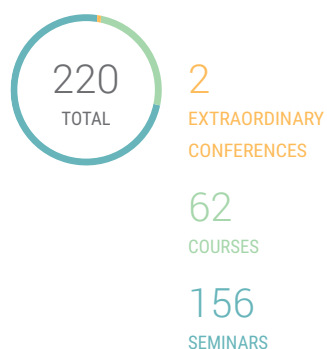 220
TOTAL
2
EXTRAORDINARY
CONFERENCES
62
COURSES
156
SEMINARS